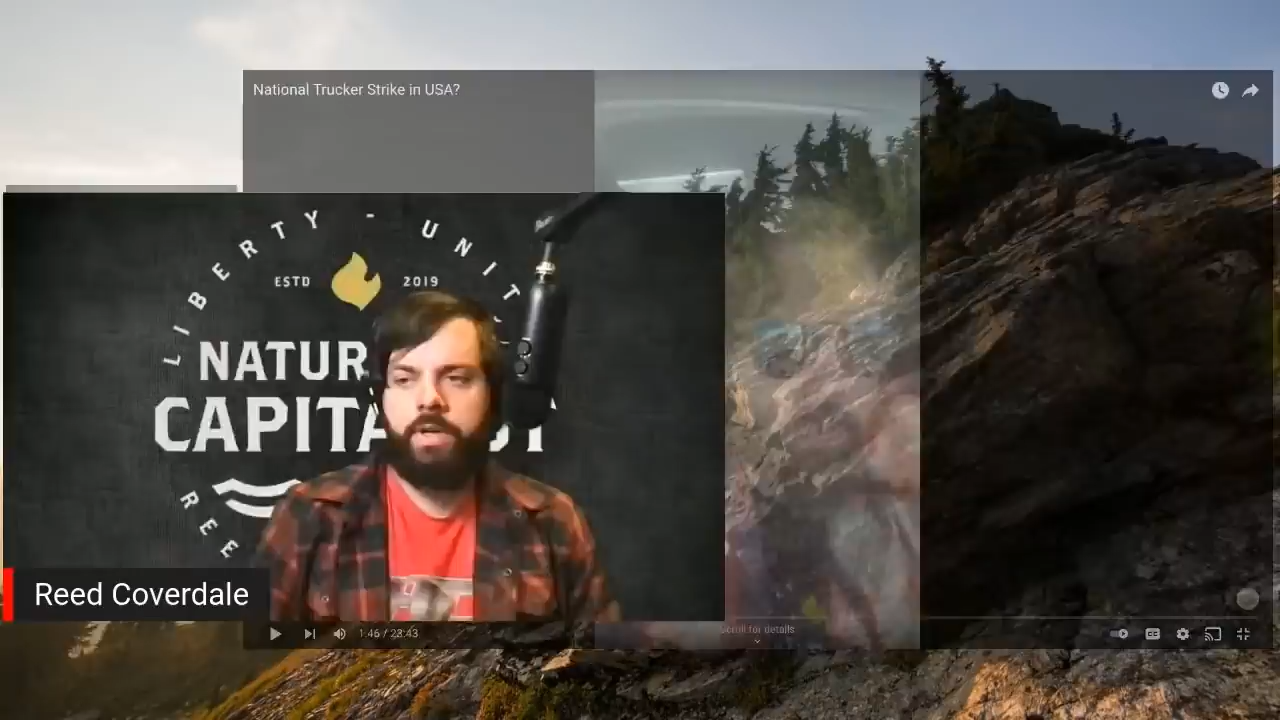 National Trucker Strike in USA?
LIBERTY - UNIT
ESTD 2019
NATUR
CAPITA
REE
Reed Coverdale
1:46 / 23:43
Scroll for details